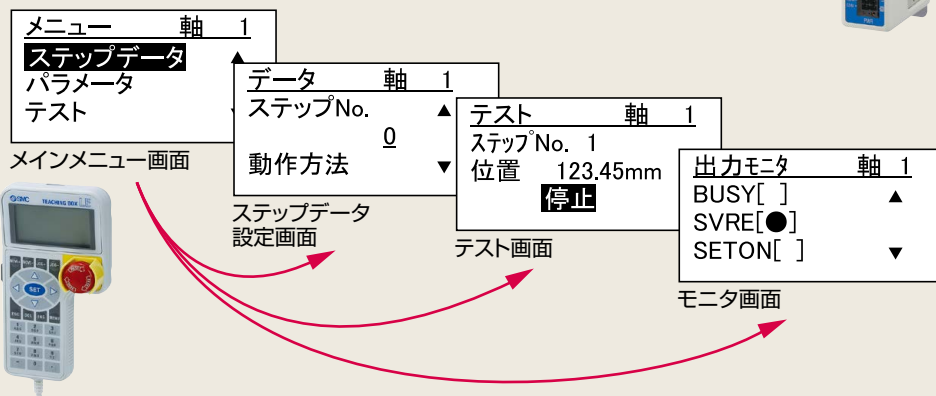 メニュー 軸 1
ステップデータ
パラメータ
テスト
メインメニュー画面
データ 軸 1
ステップNo.
0
動作方法
ステップデータ
設定画面
テスト 軸 1
ステップNo. 1
位置 123.45mm
停止
テスト画面
出力モニタ 軸 1
BUSY[ ]
SVRE[●]
SETON[ ]
モニタ画面
SMC TEACHING BOX
SET